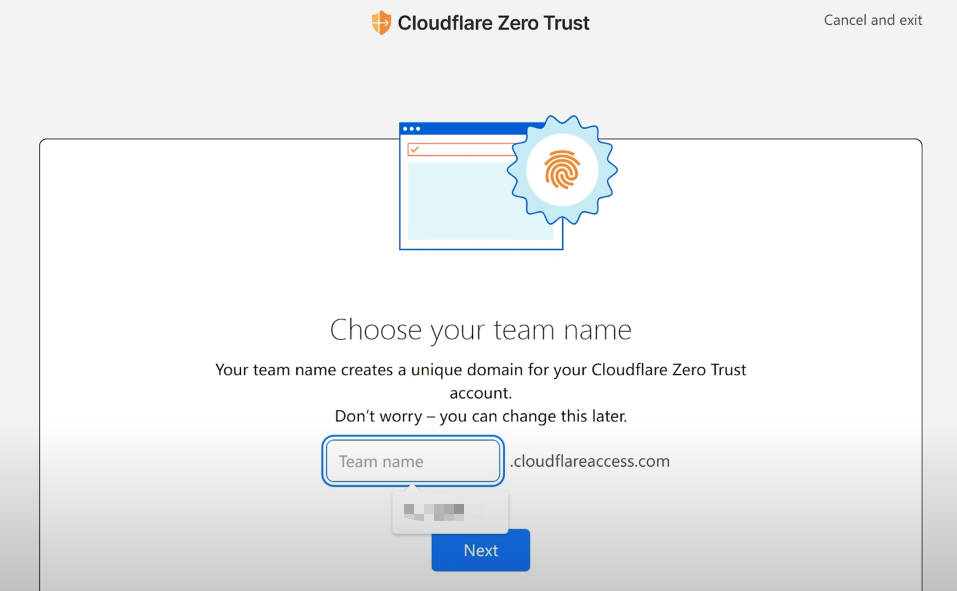 Cloudflare Zero Trust
Cancel and exit
Choose your team name
Your team name creates a unique domain for your Cloudflare Zero Trust
account.
Don't worry – you can change this later.
Team name
.cloudflareaccess.com
Next